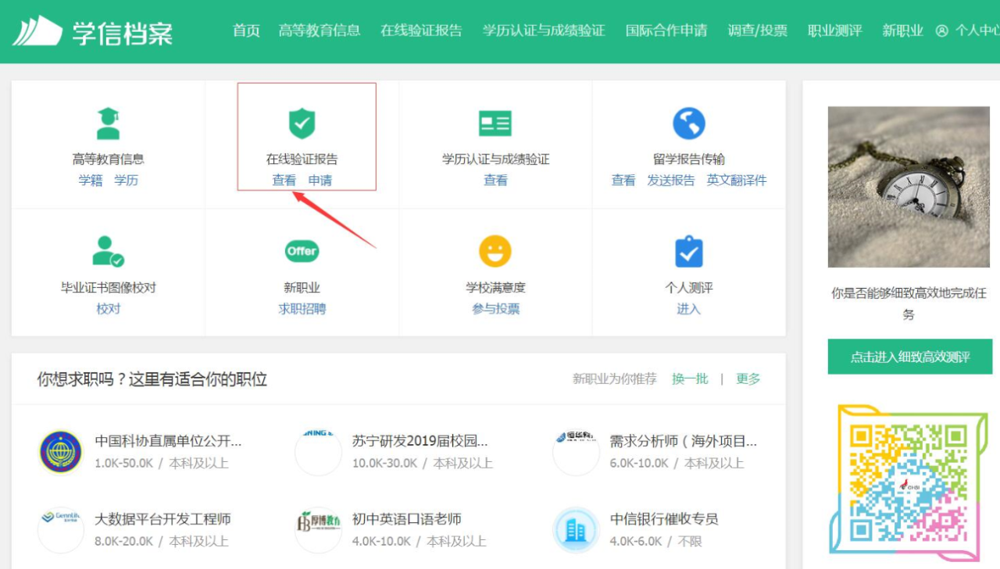 学信档案
首页 高等教育信息 在线验证报告 学历认证与成绩验证 国际合作申请 调查/投票 职业测评 新职业 个人中心
高等教育信息
学籍 学历
在线验证报告
查看 申请
学历认证与成绩验证
查看
留学报告传输
查看 发送报告 英文翻译件
毕业证书图像校对
校对
Offer
新职业
求职招聘
学校满意度
参与投票
个人测评
进入
你是否能够细致高效地完成任
务
点击进入细致高效测评
你想求职吗？这里有适合你的职位
新职业为你推荐 换一批 | 更多
中国科协直属单位公开...
1.0K-50.0K / 本科及以上
苏宁研发2019届校园...
10.0K-30.0K / 本科及以上
需求分析师（海外项目...
6.0K-10.0K / 本科及以上
大数据平台开发工程师
8.0K-20.0K / 本科及以上
厚博教育
初中英语口语老师
4.0K-10.0K / 本科及以上
中信银行催收专员
4.0K-6.0K / 不限
CHSI